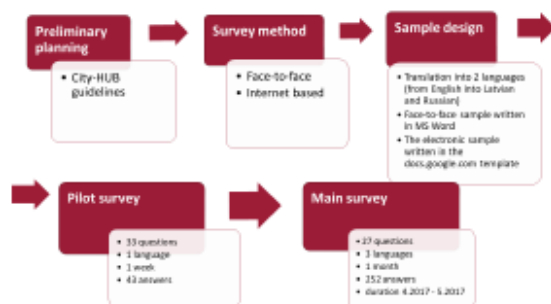 Preliminary
planning
• City-HUB
guidelines
Survey method
• Face-to-face
• Internet based
Sample design
• Translation into 2 languages
(from English into Latvian
and Russian)
• Face-to-face sample written
in MS Word
• The electronic sample
written in the
docs.google.com template
Pilot survey
• 33 questions
• 1 language
• 1 week
• 43 answers
Main survey
• 27 questions
• 3 languages
• 1 month
• 252 answers
• duration 4.2017 - 5.2017